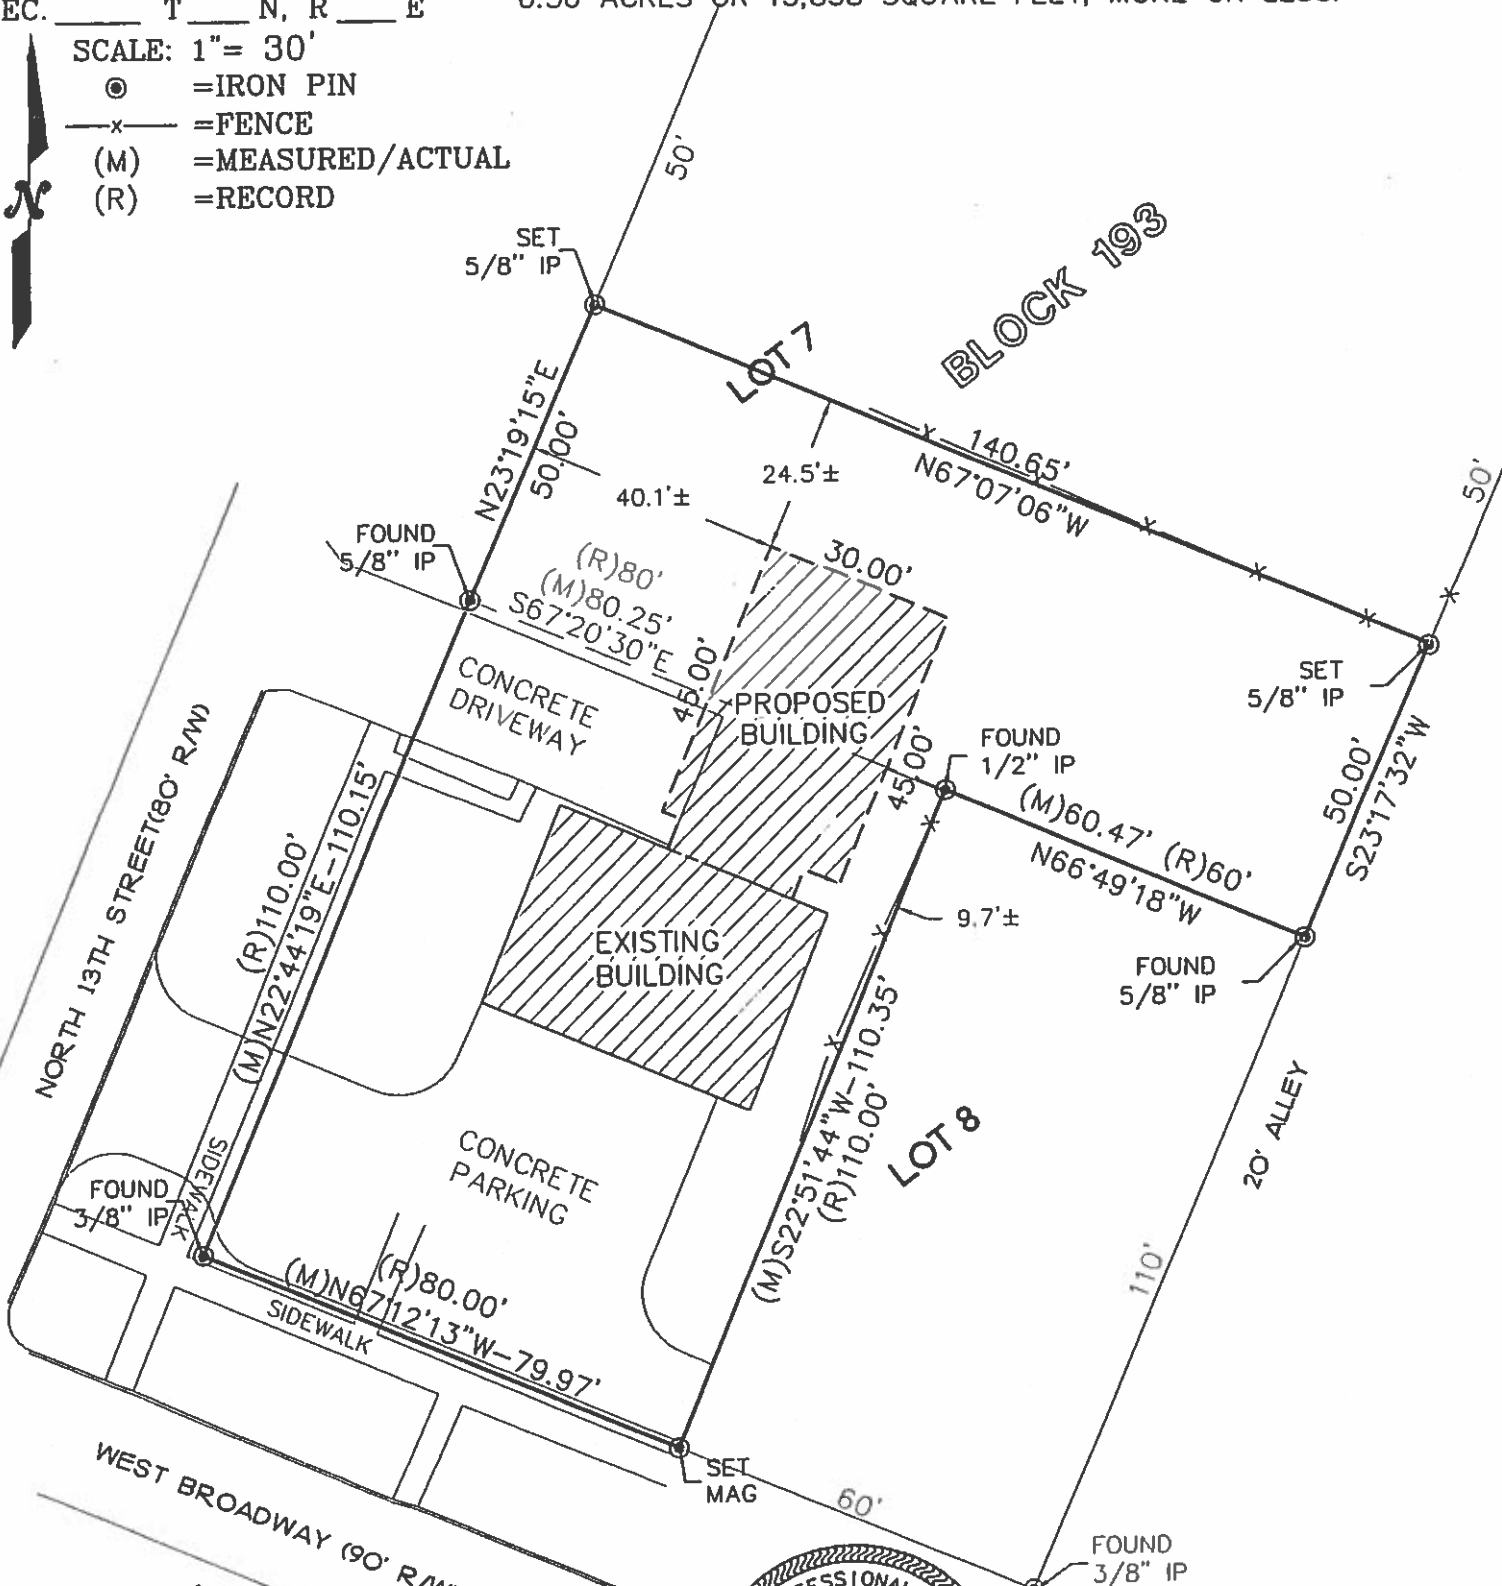 EC. _____ T ___ N, R ___ E
SCALE: 1"= 30'
=IRON PIN
—x— =FENCE
(M) =MEASURED/ACTUAL
(R) =RECORD
N
50'
SET
5/8" IP
BLOCK 193
LOT 7
N23°19'15"E
50.00'
24.5'±
40.1'±
140.65'
N67°07'06"W
50'
FOUND
5/8" IP
(R)80'
(M)80.25'
S67°20'30"E
30.00'
45.00'
CONCRETE
DRIVEWAY
PROPOSED
BUILDING
45.00'
SET
5/8" IP
FOUND
1/2" IP
(M)60.47' (R)60'
N66°49'18"W
50.00'
S23°17'32"W
NORTH 13TH STREET(80' R/W)
(R)110.00'
(M)N22°44'19"E-110.15'
EXISTING
BUILDING
9.7'±
FOUND
5/8" IP
(M)S22°51'44"W-110.35'
(R)110.00'
LOT 8
20' ALLEY
SIDEWALK
CONCRETE
PARKING
FOUND
3/8" IP
(R)80.00'
(M)N67°12'13"W-79.97'
SIDEWALK
110'
SET
MAG
WEST BROADWAY (90' R/W)
60'
FOUND
3/8" IP
ESSIONAL